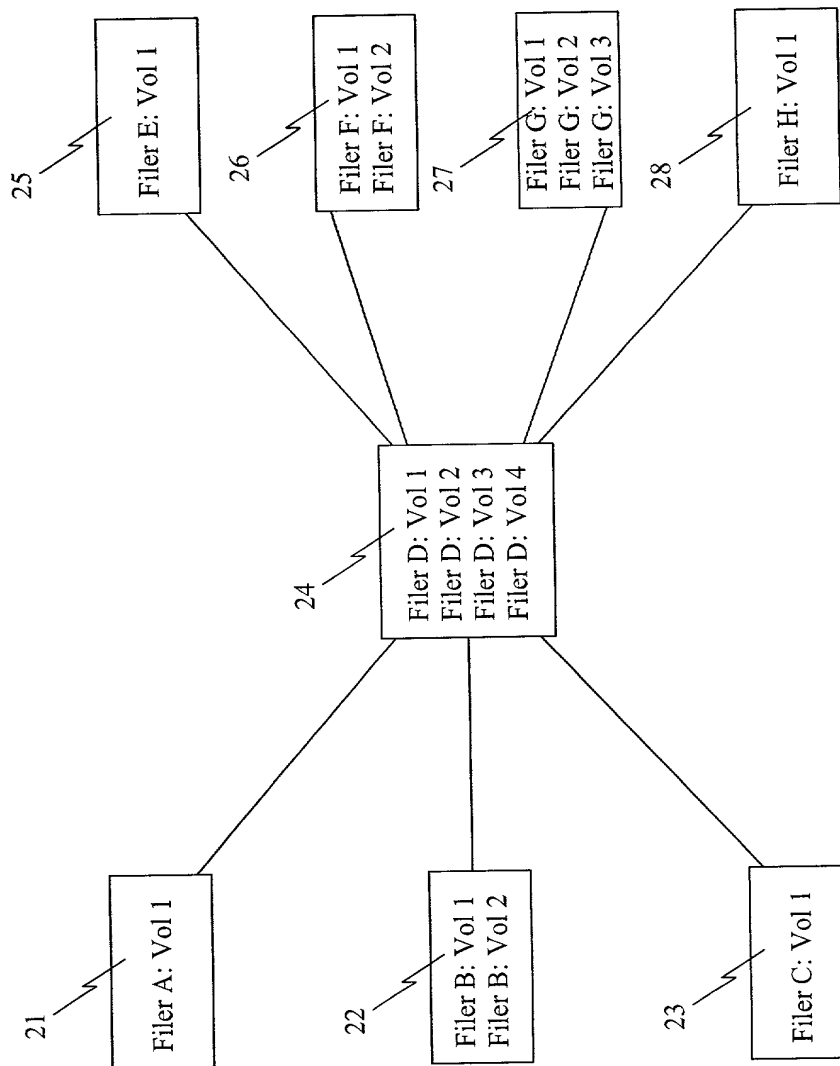 21
Filer A: Vol 1
22
Filer B: Vol 1
Filer B: Vol 2
23
Filer C: Vol 1
24
Filer D: Vol 1
Filer D: Vol 2
Filer D: Vol 3
Filer D: Vol 4
25
Filer E: Vol 1
26
Filer F: Vol 1
Filer F: Vol 2
27
Filer G: Vol 1
Filer G: Vol 2
Filer G: Vol 3
28
Filer H: Vol 1